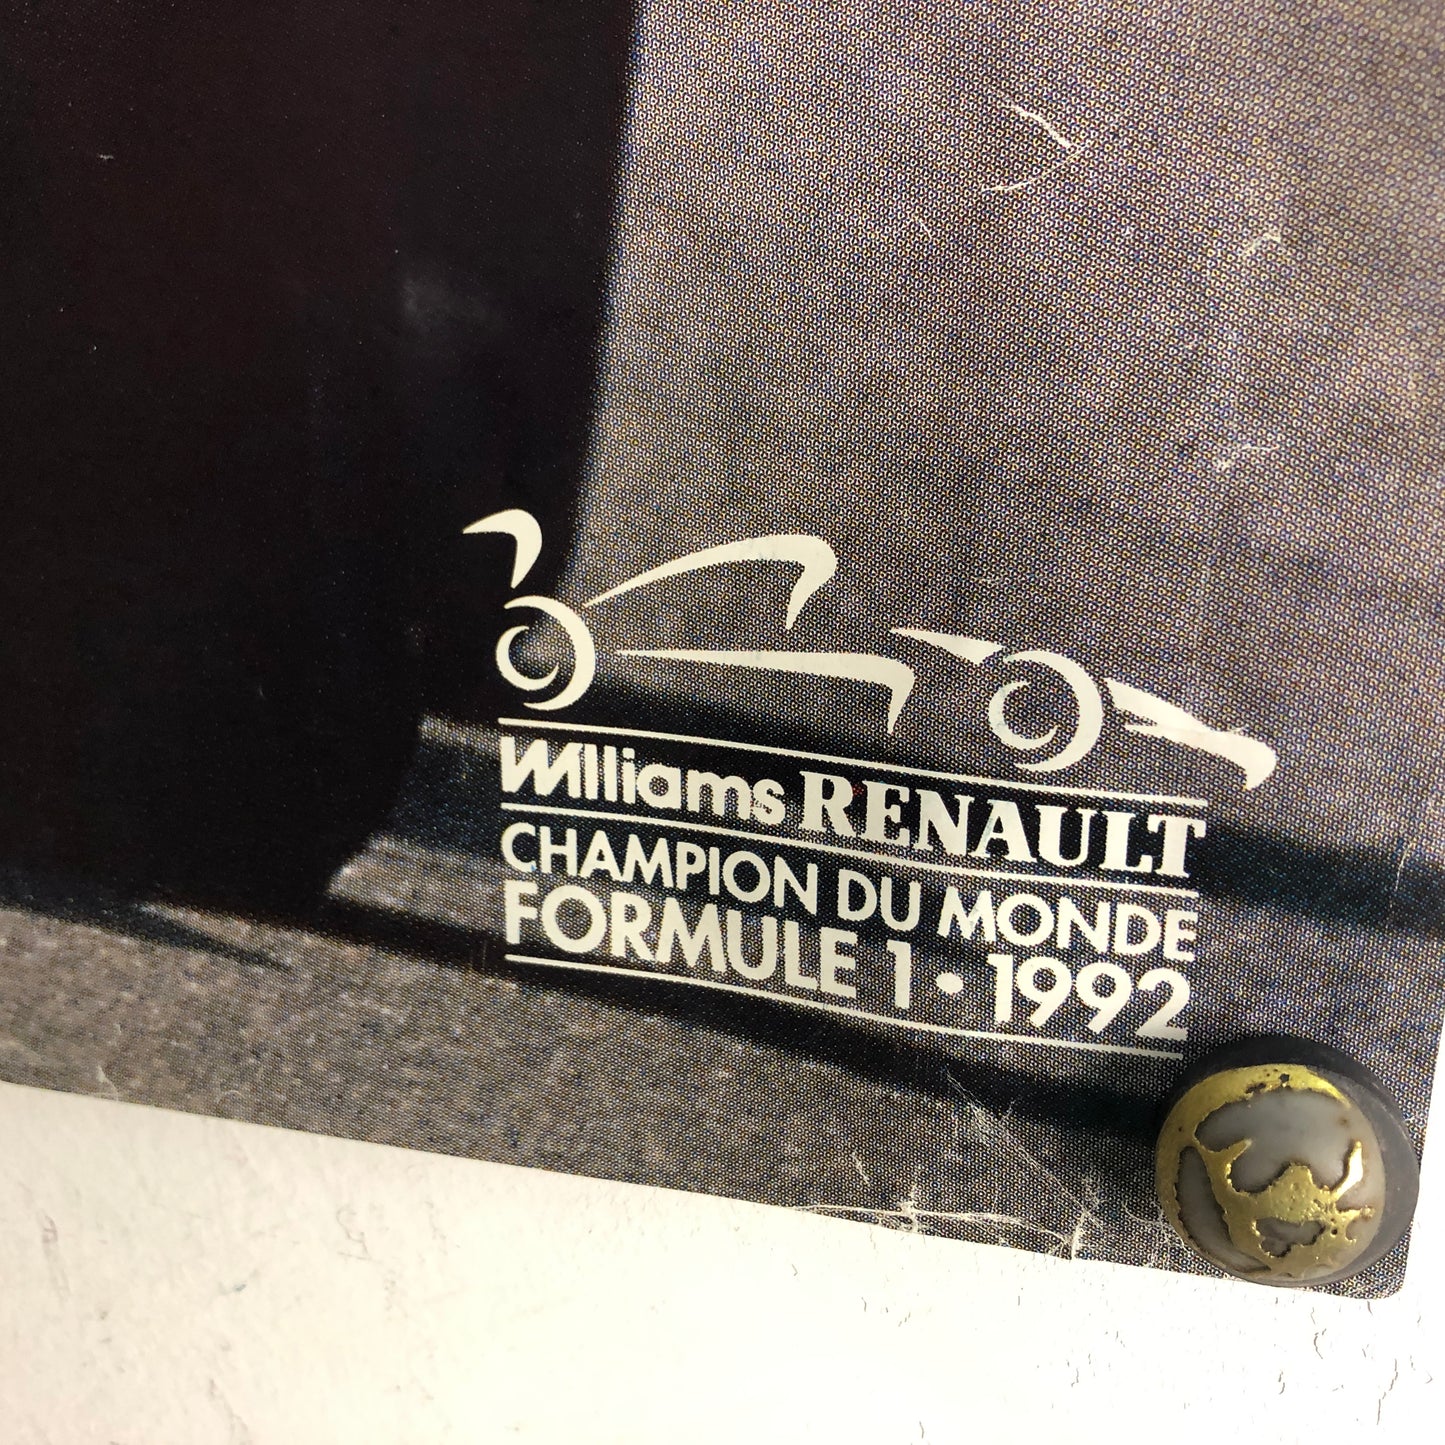 Williams RENAULT
CHAMPION DU MONDE
FORMULE 1 • 1992